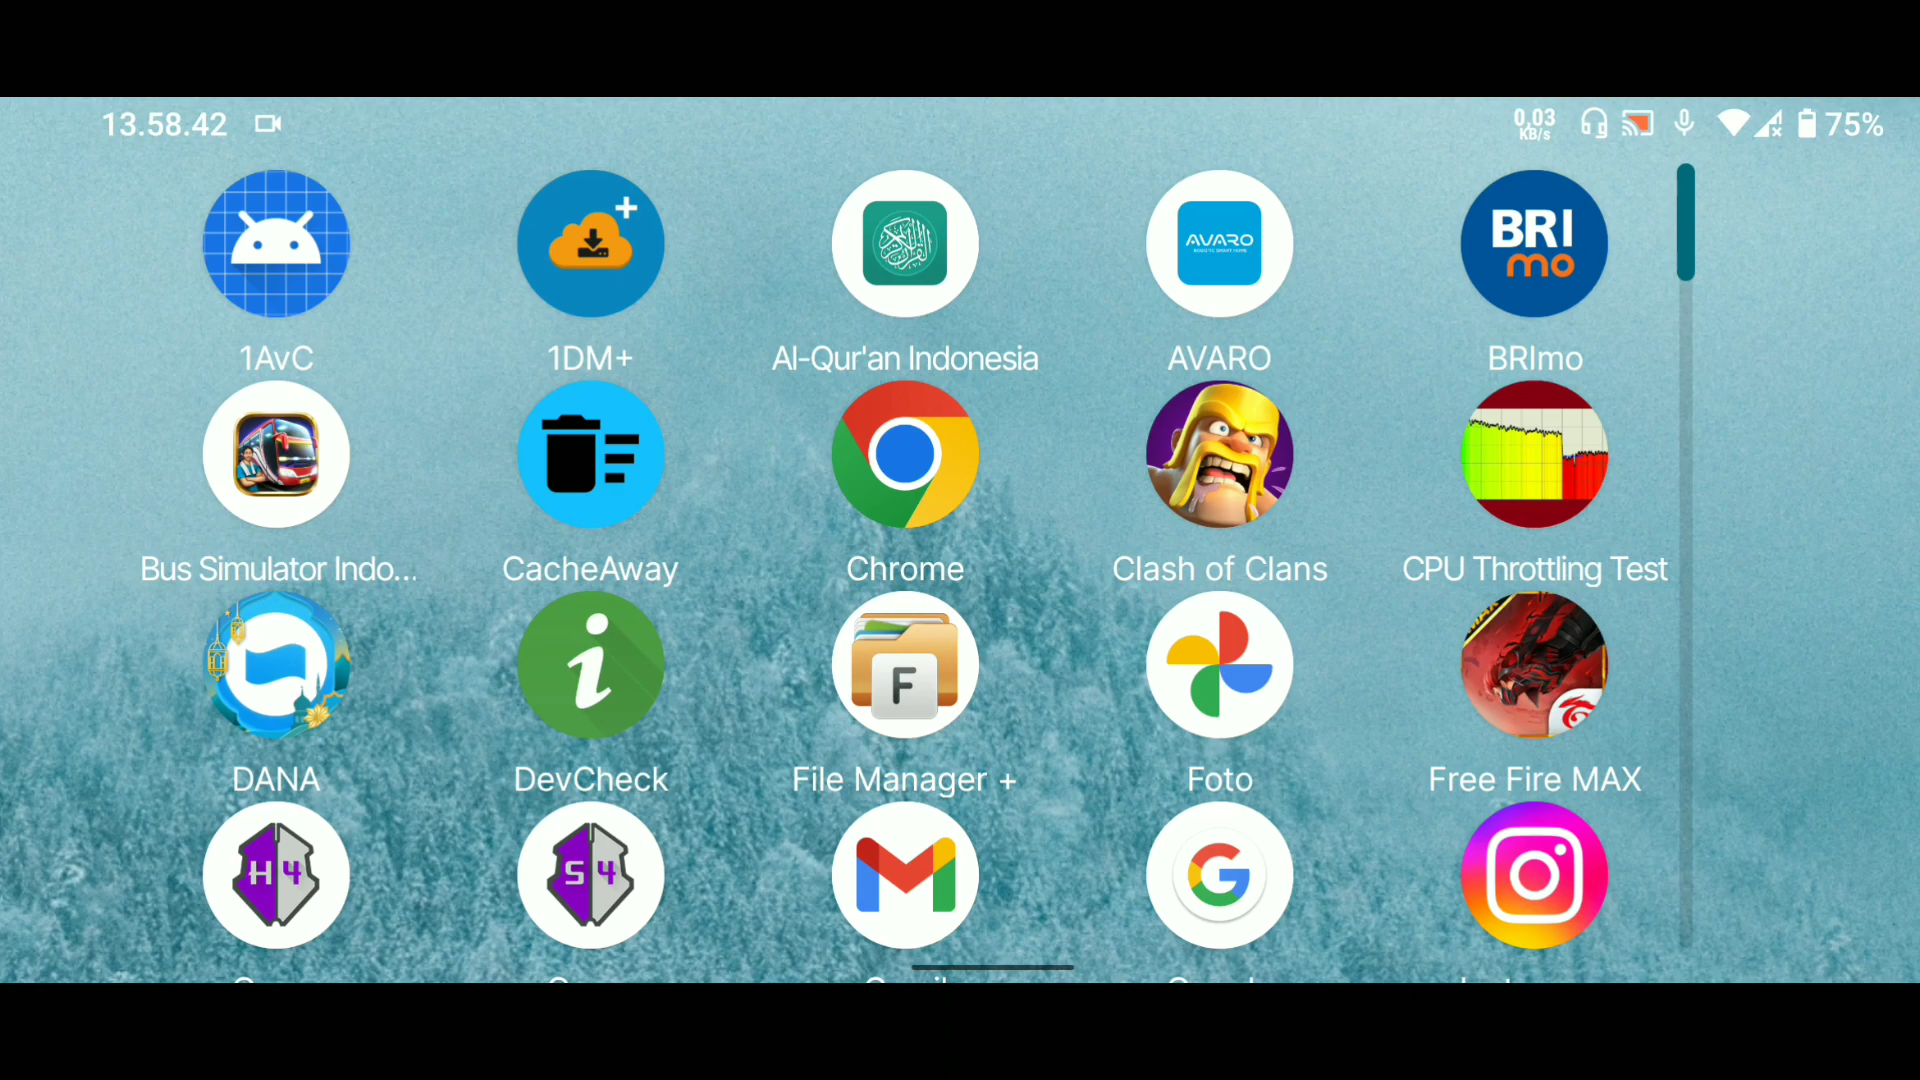 13.58.42
0,03
KB/s
75%
AVARO
BRI
mo
1AvC
1DM+
Al-Qur'an Indonesia
AVARO
BRImo
Bus Simulator Indo...
CacheAway
Chrome
Clash of Clans
CPU Throttling Test
MAX
F
DANA
DevCheck
File Manager +
Foto
Free Fire MAX
H4
S4
G